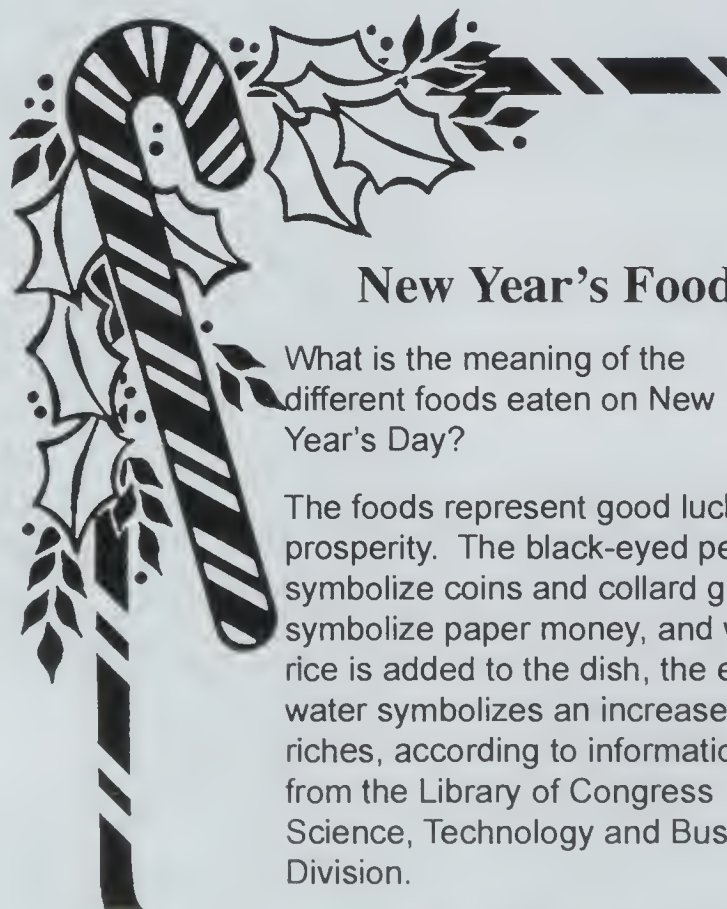 New Year's Food
What is the meaning of the
different foods eaten on New
Year's Day?
The foods represent good luck
prosperity. The black-eyed pe
symbolize coins and collard g
symbolize paper money, and w
rice is added to the dish, the e
water symbolizes an increase
riches, according to informatio
from the Library of Congress
Science, Technology and Bus
Division.